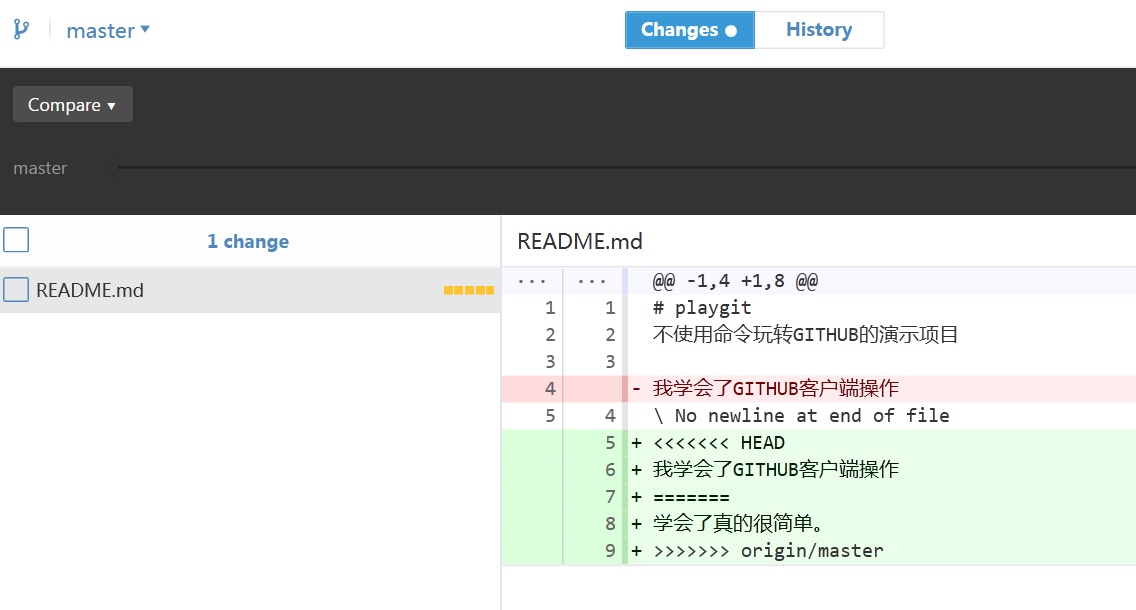 master
Changes
History
Compare
master
1 change
README.md
README.md
... ... @@ -1,4 +1,8 @@
1 1 # playgit
2 2 不使用命令玩转GITHUB的演示项目
3 3
4 - 我学会了GITHUB客户端操作
5 4 \ No newline at end of file
5 + <<<<<<< HEAD
6 + 我学会了GITHUB客户端操作
7 + =======
8 + 学会了真的很简单。
9 + >>>>>>> origin/master